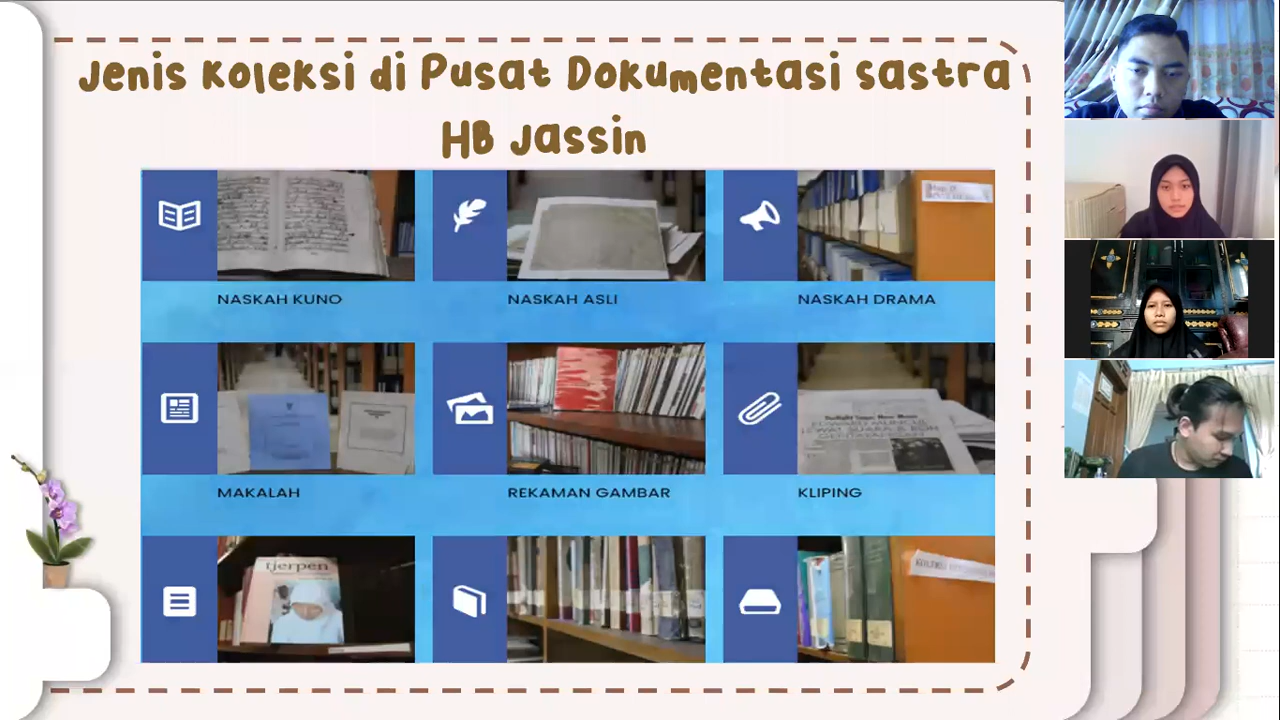 Jenis Koleksi di Pusat Dokumentasi sastra
HB Jassin
NASKAH KUNO
NASKAH ASLI
NASKAH DRAMA
MAKALAH
REKAMAN GAMBAR
KLIPING
tjerpen